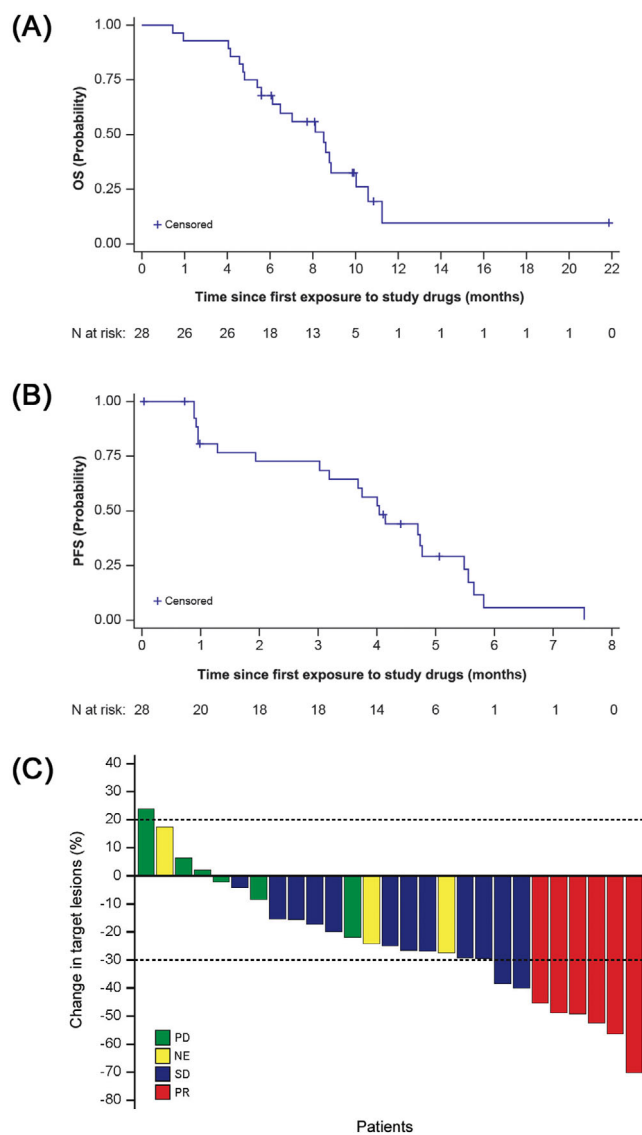 (A)
1.00
0.75
0.50
0.25
0.00
OS (Probability)
+ Censored
0 1 4 6 8 10 12 14 16 18 20 22
Time since first exposure to study drugs (months)
N at risk: 28 26 26 18 13 5 1 1 1 1 1 0
(B)
1.00
0.75
0.50
0.25
0.00
PFS (Probability)
+ Censored
0 1 2 3 4 5 6 7 8
Time since first exposure to study drugs (months)
N at risk: 28 20 18 18 14 6 1 1 0
(C)
40
30
20
10
0
-10
-20
-30
-40
-50
-60
-70
-80
Change in target lesions (%)
PD
NE
SD
PR
Patients